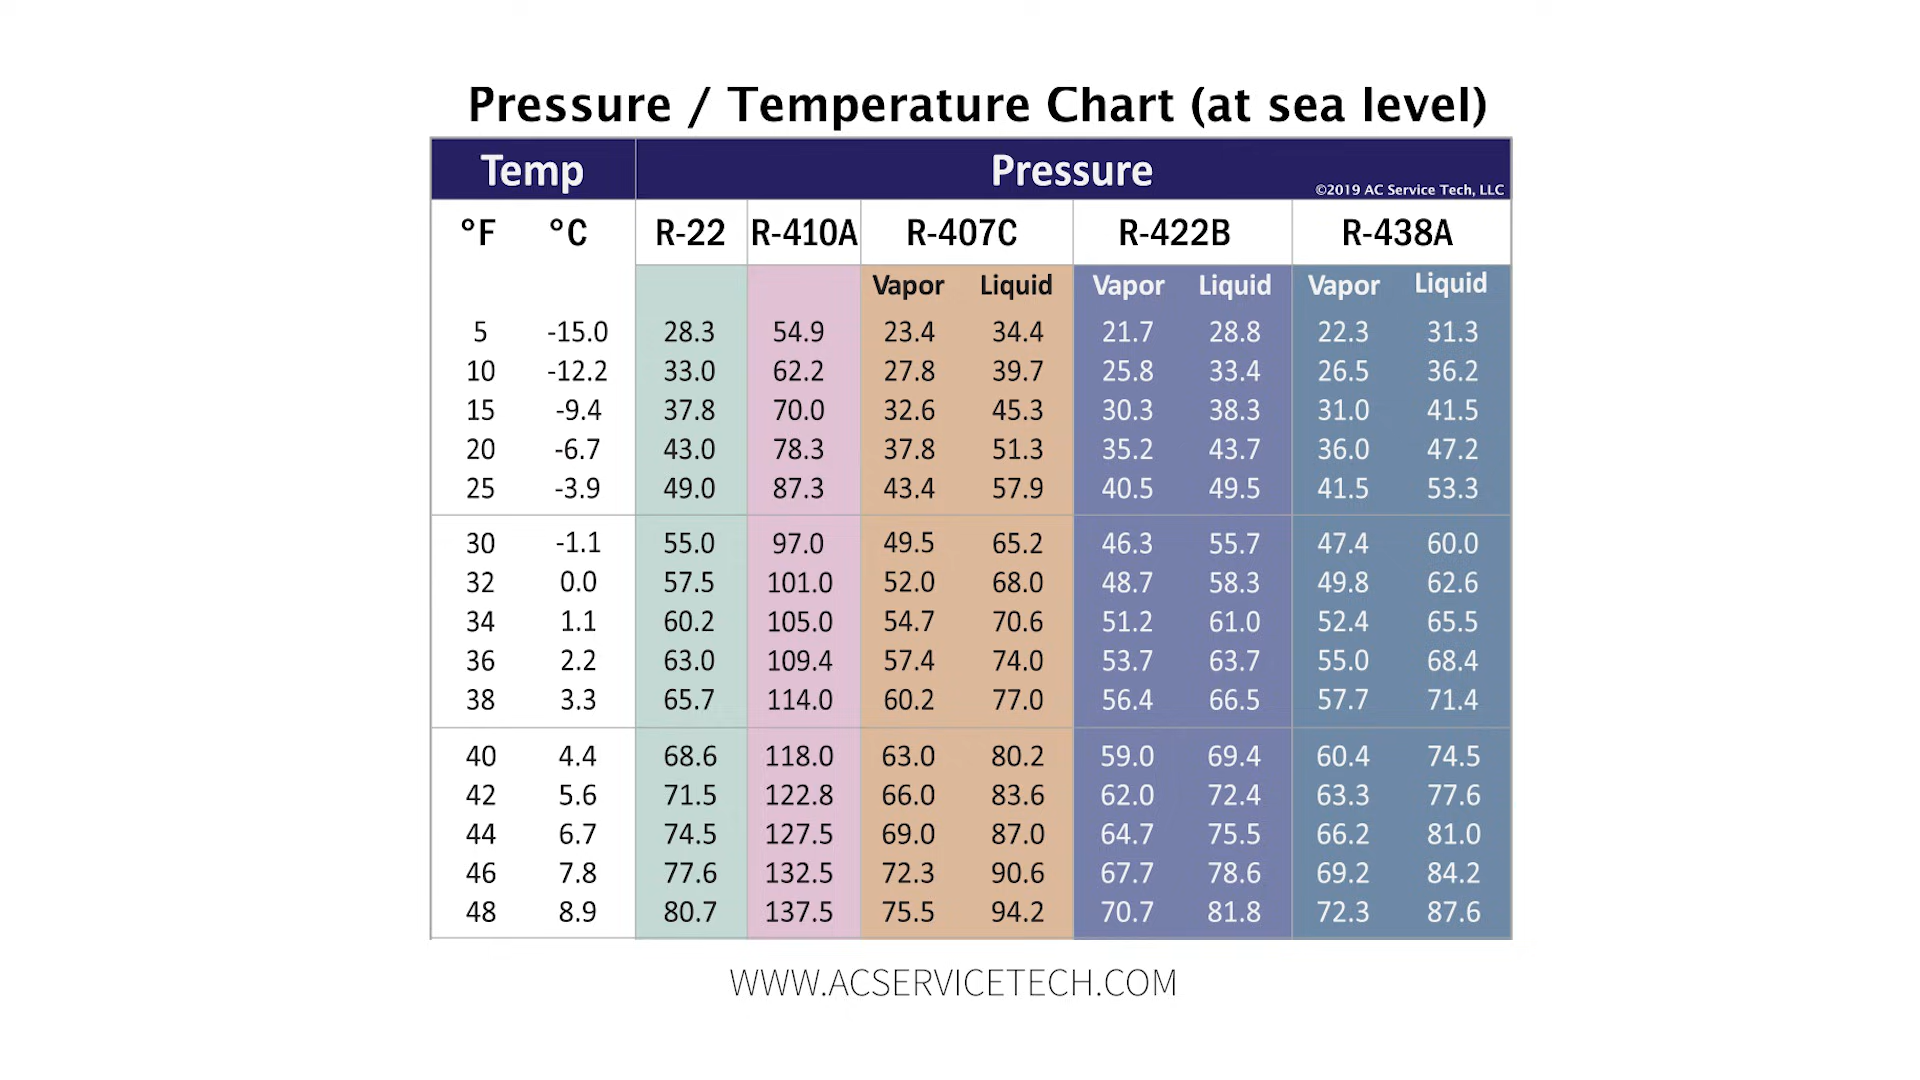 Pressure / Temperature Chart (at sea level)
Temp Pressure ©2019 AC Service Tech, LLC
°F °C R-22 R-410A R-407C R-422B R-438A
Vapor Liquid Vapor Liquid Vapor Liquid
5 -15.0 28.3 54.9 23.4 34.4 21.7 28.8 22.3 31.3
10 -12.2 33.0 62.2 27.8 39.7 25.8 33.4 26.5 36.2
15 -9.4 37.8 70.0 32.6 45.3 30.3 38.3 31.0 41.5
20 -6.7 43.0 78.3 37.8 51.3 35.2 43.7 36.0 47.2
25 -3.9 49.0 87.3 43.4 57.9 40.5 49.5 41.5 53.3
30 -1.1 55.0 97.0 49.5 65.2 46.3 55.7 47.4 60.0
32 0.0 57.5 101.0 52.0 68.0 48.7 58.3 49.8 62.6
34 1.1 60.2 105.0 54.7 70.6 51.2 61.0 52.4 65.5
36 2.2 63.0 109.4 57.4 74.0 53.7 63.7 55.0 68.4
38 3.3 65.7 114.0 60.2 77.0 56.4 66.5 57.7 71.4
40 4.4 68.6 118.0 63.0 80.2 59.0 69.4 60.4 74.5
42 5.6 71.5 122.8 66.0 83.6 62.0 72.4 63.3 77.6
44 6.7 74.5 127.5 69.0 87.0 64.7 75.5 66.2 81.0
46 7.8 77.6 132.5 72.3 90.6 67.7 78.6 69.2 84.2
48 8.9 80.7 137.5 75.5 94.2 70.7 81.8 72.3 87.6
WWW.ACSERVICETECH.COM